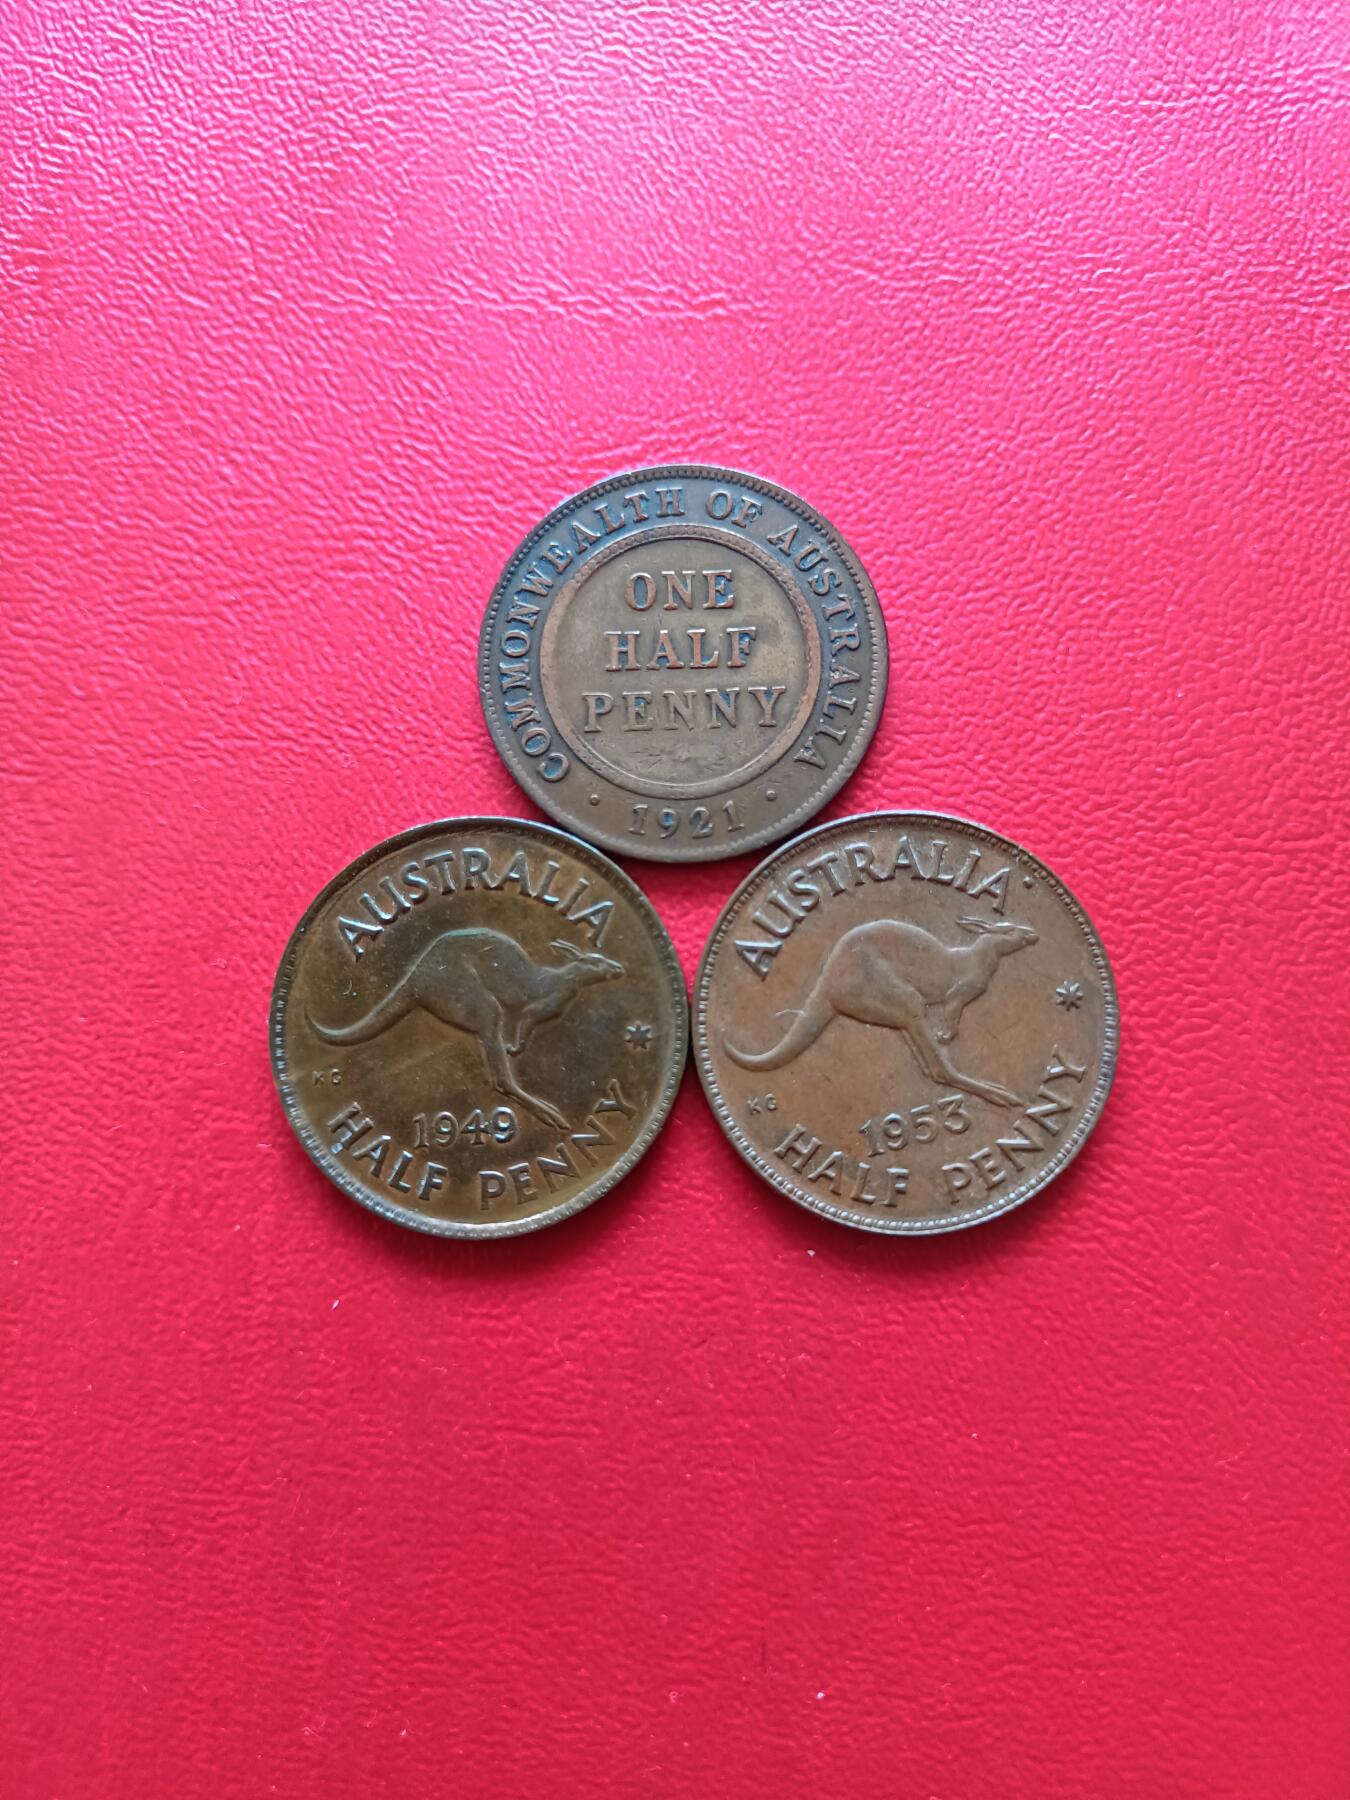 COMMONWEALTH OF AUSTRALIA
ONE
HALF
PENNY
· 1921 ·
AUSTRALIA
KG
1949
HALF PENNY
AUSTRALIA·
KG
1953
HALF PENNY